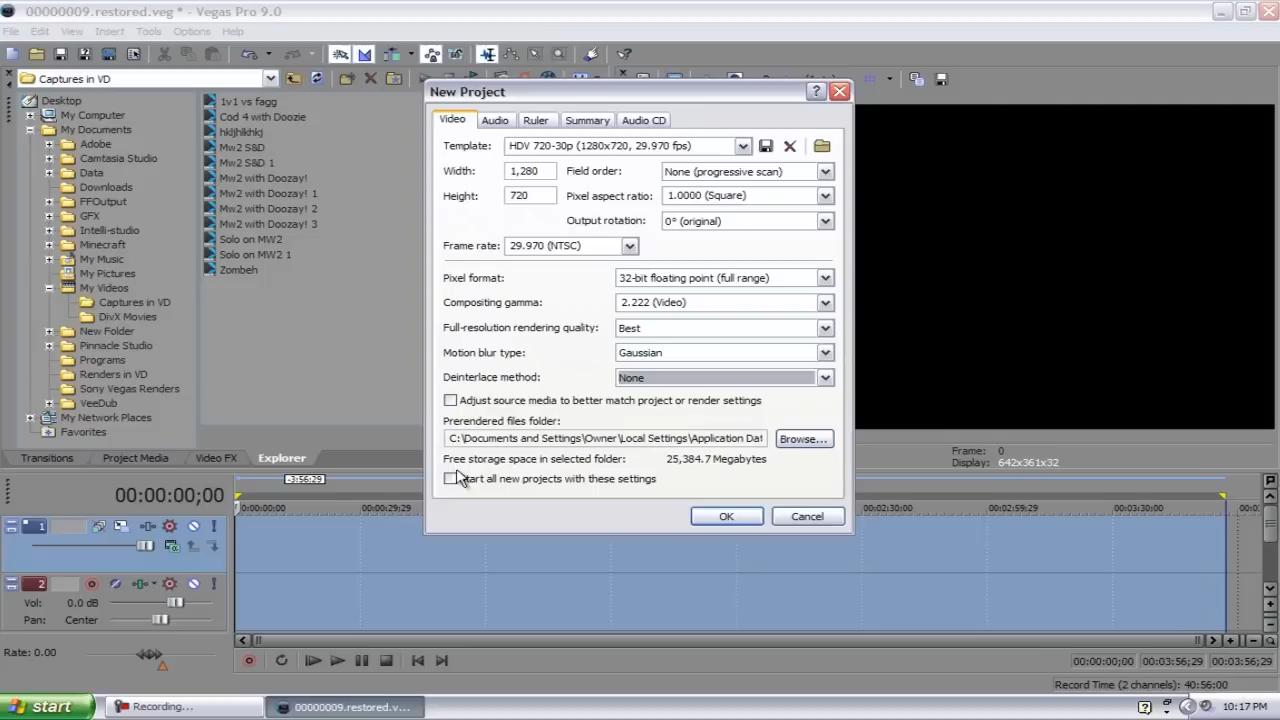 00000009.restored.veg * - Vegas Pro 9.0
File Edit View Insert Tools Options Help
Captures in VD
Desktop
My Computer
My Documents
Adobe
Camtasia Studio
Data
Downloads
FFOutput
GFX
Intelli-studio
Minecraft
My Music
My Pictures
My Videos
Captures in VD
DivX Movies
New Folder
Pinnacle Studio
Programs
Renders in VD
Sony Vegas Renders
VeeDub
My Network Places
Favorites
1v1 vs fagg
Cod 4 with Doozie
hkljhlkhkj
Mw2 S&D
Mw2 S&D 1
Mw2 with Doozay!
Mw2 with Doozay! 1
Mw2 with Doozay! 2
Mw2 with Doozay! 3
Solo on MW2
Solo on MW2 1
Zombeh
Transitions Project Media Video FX Explorer
New Project
Video Audio Ruler Summary Audio CD
Template: HDV 720-30p (1280x720, 29.970 fps)
Width: 1,280 Field order: None (progressive scan)
Height: 720 Pixel aspect ratio: 1.0000 (Square)
Output rotation: 0° (original)
Frame rate: 29.970 (NTSC)
Pixel format: 32-bit floating point (full range)
Compositing gamma: 2.222 (Video)
Full-resolution rendering quality: Best
Motion blur type: Gaussian
Deinterlace method: None
Adjust source media to better match project or render settings
Prerendered files folder:
C:\Documents and Settings\Owner\Local Settings\Application Dat Browse...
Free storage space in selected folder: 25,384.7 Megabytes
all new projects with these settings
OK Cancel
Frame: 0
Display: 642x361x32
-3:56:29
00:00:00;00
0:00:00:00 00:00:29;29 00:02:30;00 00:02:59;29 00:03:30;00
1
2
Vol: 0.0 dB
Pan: Center
Rate: 0.00
00:00:00;00 00:03:56;29 00:03:56;29
Record Time (2 channels): 40:56:00
start Recording... 00000009.restored.v... 10:17 PM